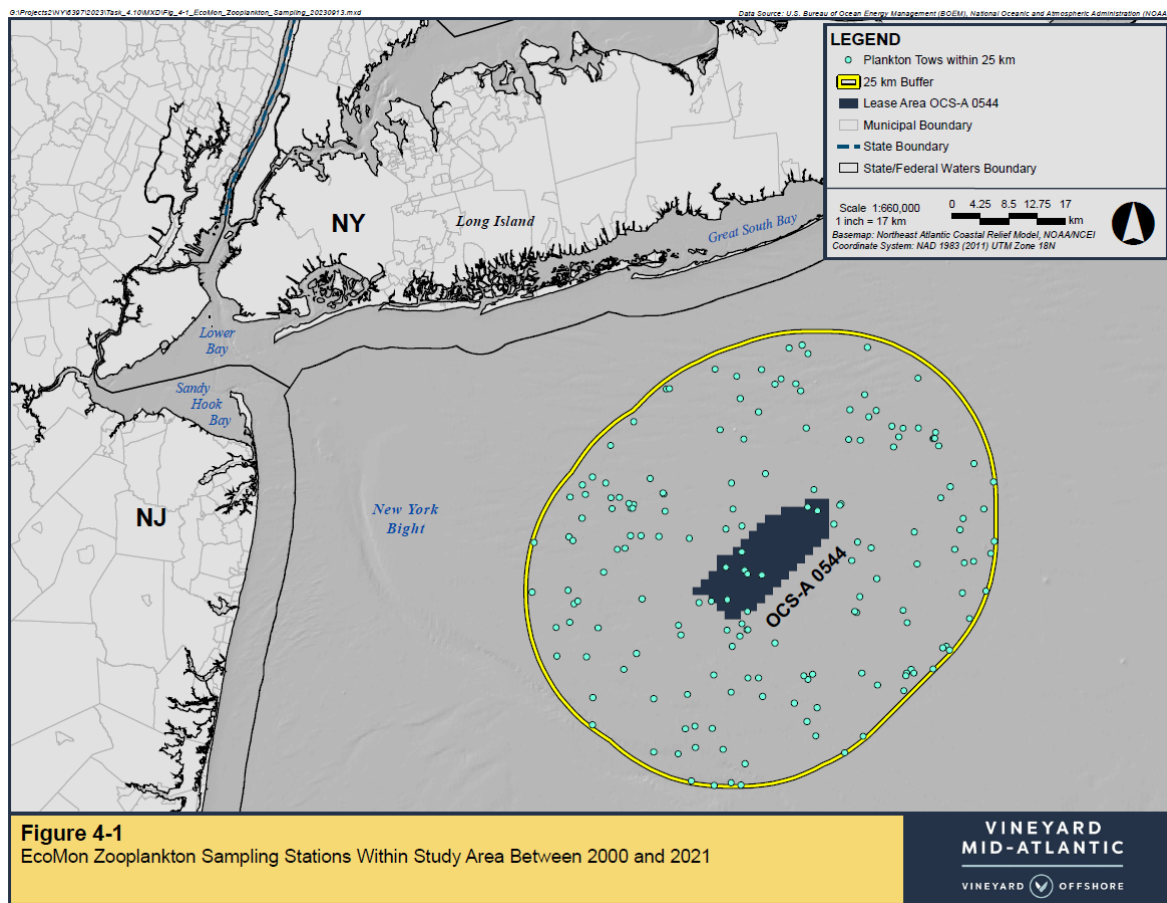 G:\Projects2\NY\6397\2023\Task_4.10\MXD\Fig_4-1_EcoMon_Zooplankton_Sampling_20230913.mxd
Data Source: U.S. Bureau of Ocean Energy Management (BOEM), National Oceanic and Atmospheric Administration (NOAA
LEGEND
Plankton Tows within 25 km
25 km Buffer
Lease Area OCS-A 0544
Municipal Boundary
State Boundary
State/Federal Waters Boundary
Scale 1:660,000
1 inch = 17 km
0 4.25 8.5 12.75 17
km
Basemap: Northeast Atlantic Coastal Relief Model, NOAA/NCEI
Coordinate System: NAD 1983 (2011) UTM Zone 18N
NY
Long Island
Great South Bay
Lower
Bay
Sandy
Hook
Bay
NJ
New York
Bight
OCS-A 0544
Figure 4-1
EcoMon Zooplankton Sampling Stations Within Study Area Between 2000 and 2021
VINEYARD
MID-ATLANTIC
VINEYARD OFFSHORE